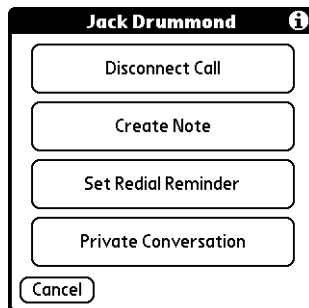 Jack Drummond
Disconnect Call
Create Note
Set Redial Reminder
Private Conversation
Cancel